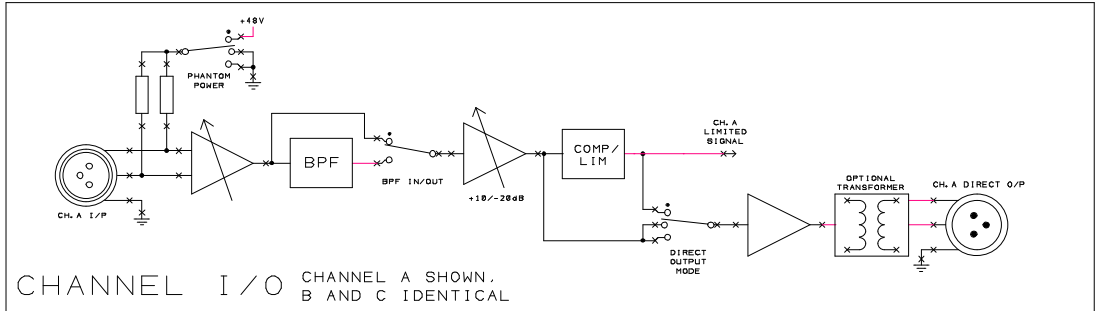 +48V
PHANTOM
POWER
CH.A I/P
BPF
BPF IN/OUT
+10/-20dB
COMP/
LIM
CH.A
LIMITED
SIGNAL
DIRECT
OUTPUT
MODE
OPTIONAL
TRANSFORMER
CH.A DIRECT O/P
CHANNEL I/O
CHANNEL A SHOWN,
B AND C IDENTICAL